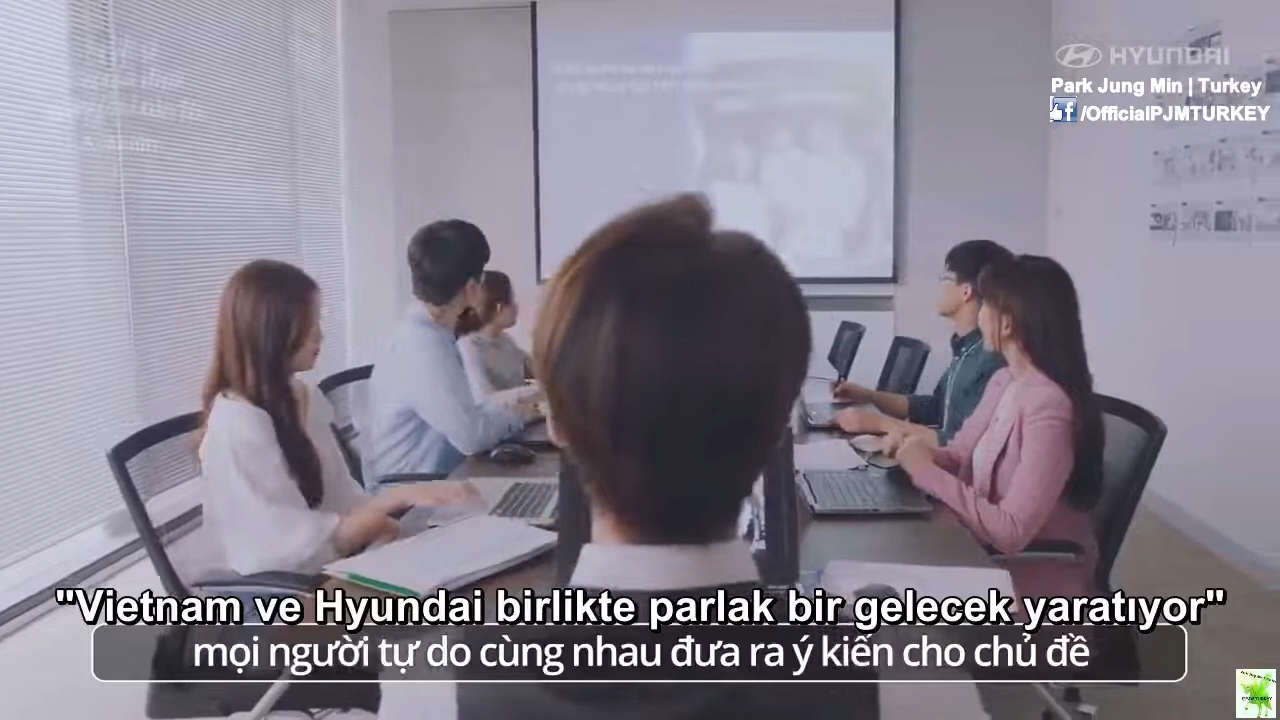 HYUNDAI
Park Jung Min | Turkey
/OfficialPJMTURKEY
"Vietnam ve Hyundai birlikte parlak bir gelecek yaratıyor"
mọi người tự do cùng nhau đưa ra ý kiến cho chủ đề